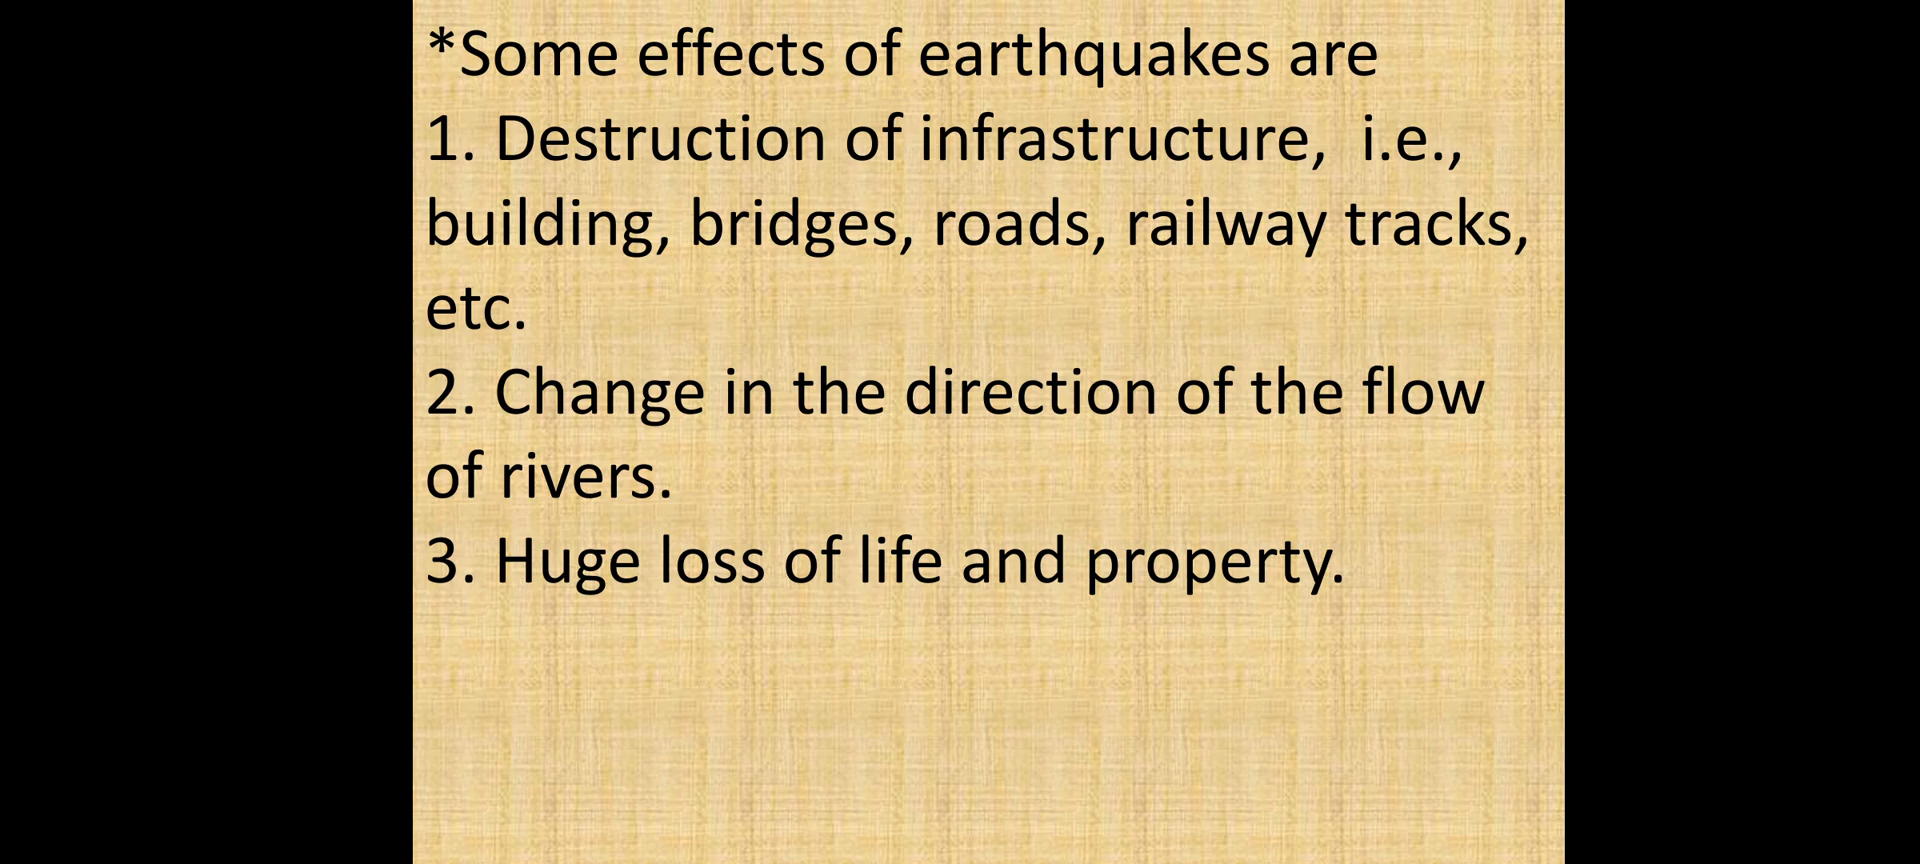 *Some effects of earthquakes are
1. Destruction of infrastructure,  i.e.,
building, bridges, roads, railway tracks,
etc.
2. Change in the direction of the flow
of rivers.
3. Huge loss of life and property.